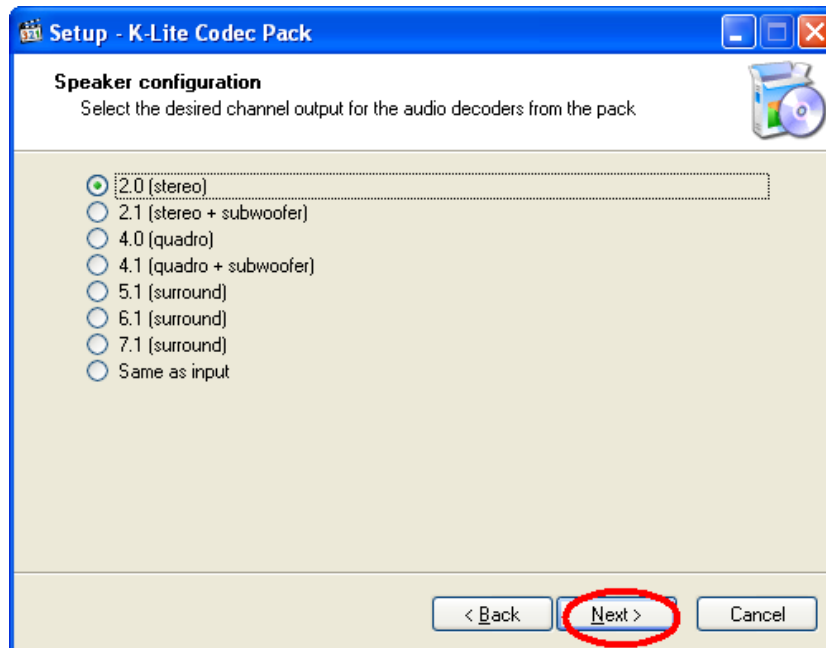 Setup - K-Lite Codec Pack
Speaker configuration
Select the desired channel output for the audio decoders from the pack
2.0 (stereo)
2.1 (stereo + subwoofer)
4.0 (quadro)
4.1 (quadro + subwoofer)
5.1 (surround)
6.1 (surround)
7.1 (surround)
Same as input
< Back Next > Cancel